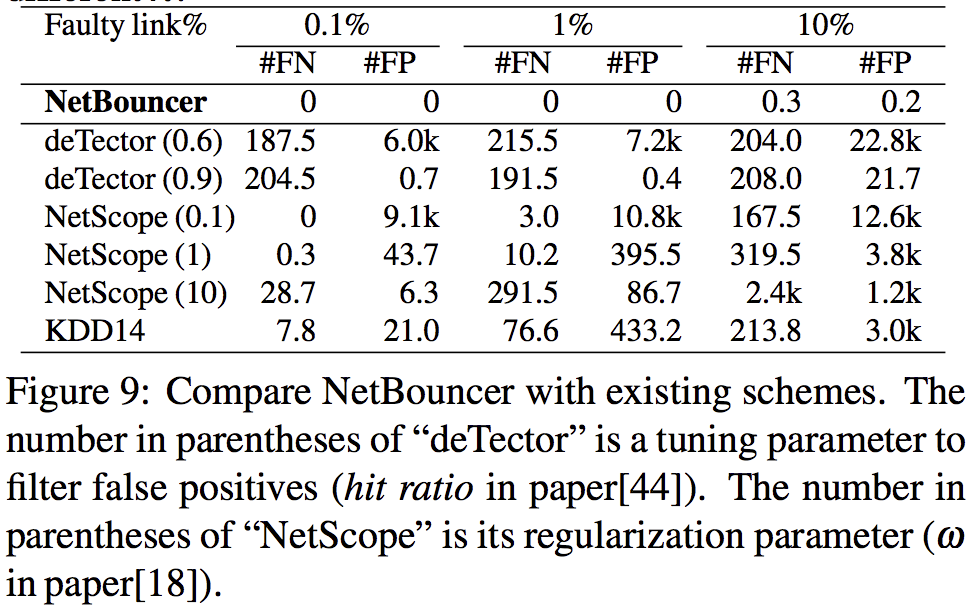 Faulty link% 0.1% 1% 10%
#FN #FP #FN #FP #FN #FP
NetBouncer 0 0 0 0 0.3 0.2
deTector (0.6) 187.5 6.0k 215.5 7.2k 204.0 22.8k
deTector (0.9) 204.5 0.7 191.5 0.4 208.0 21.7
NetScope (0.1) 0 9.1k 3.0 10.8k 167.5 12.6k
NetScope (1) 0.3 43.7 10.2 395.5 319.5 3.8k
NetScope (10) 28.7 6.3 291.5 86.7 2.4k 1.2k
KDD14 7.8 21.0 76.6 433.2 213.8 3.0k
Figure 9: Compare NetBouncer with existing schemes. The
number in parentheses of “deTector” is a tuning parameter to
filter false positives (hit ratio in paper[44]). The number in
parentheses of “NetScope” is its regularization parameter (ω
in paper[18]).